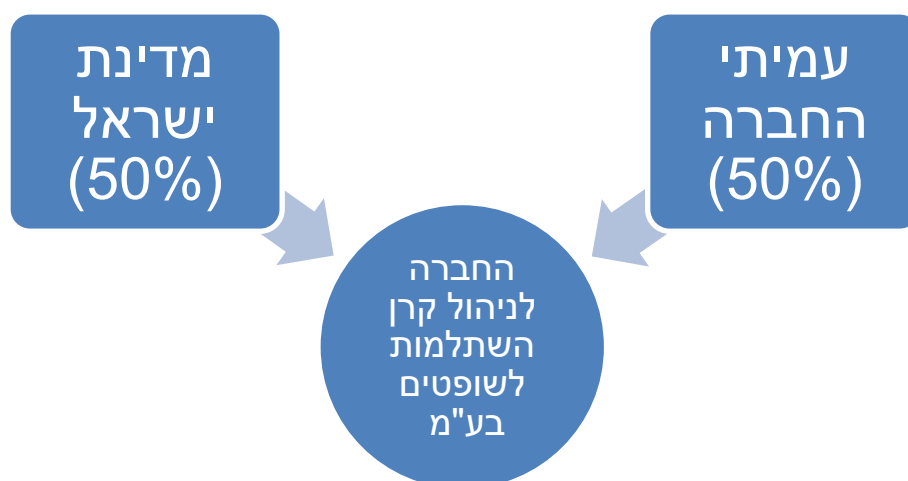 עמיתי
החברה
(50%)
מדינת
ישראל
(50%)
החברה
לניהול קרן
השתלמות
לשופטים
בע"מ